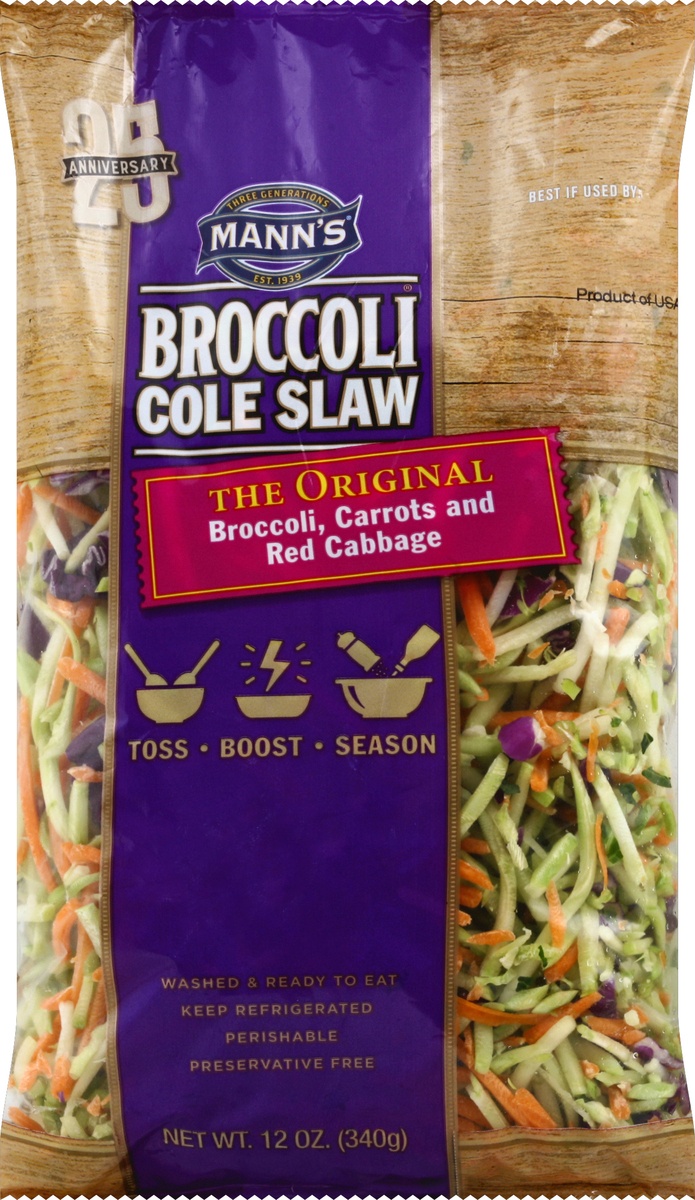 25
ANNIVERSARY
THREE GENERATIONS
MANN'S
EST. 1939
BEST IF USED BY:
Product of USA
BROCCOLI®
COLE SLAW
THE ORIGINAL
Broccoli, Carrots and
Red Cabbage
TOSS • BOOST • SEASON
WASHED & READY TO EAT
KEEP REFRIGERATED
PERISHABLE
PRESERVATIVE FREE
NET WT. 12 OZ. (340g)